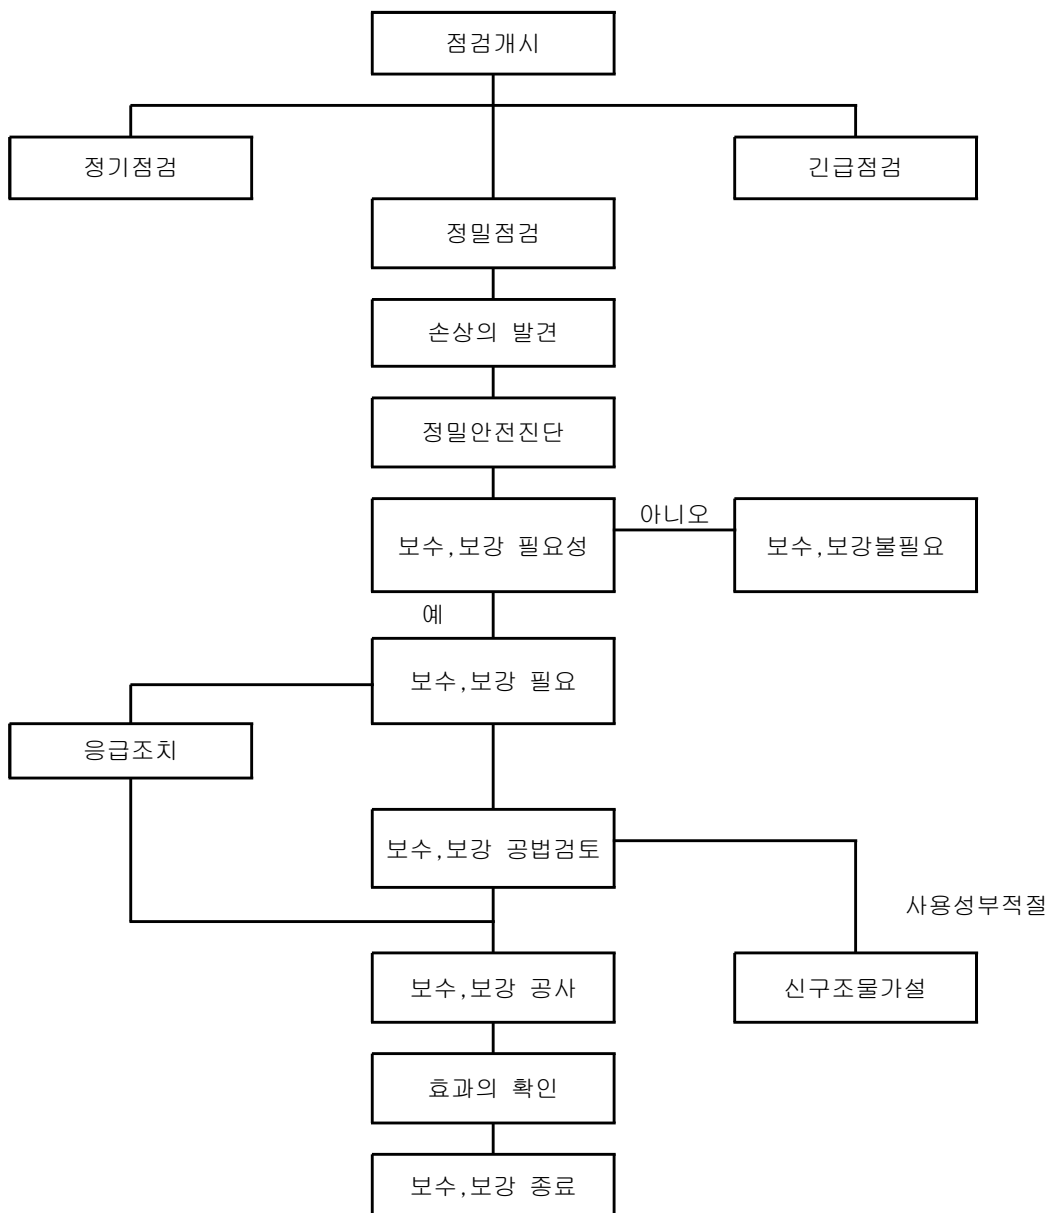 점검개시
정기점검
긴급점검
정밀점검
손상의 발견
정밀안전진단
아니오
보수,보강 필요성
보수,보강불필요
예
보수,보강 필요
응급조치
보수,보강 공법검토
사용성부적절
보수,보강 공사
신구조물가설
효과의 확인
보수,보강 종료